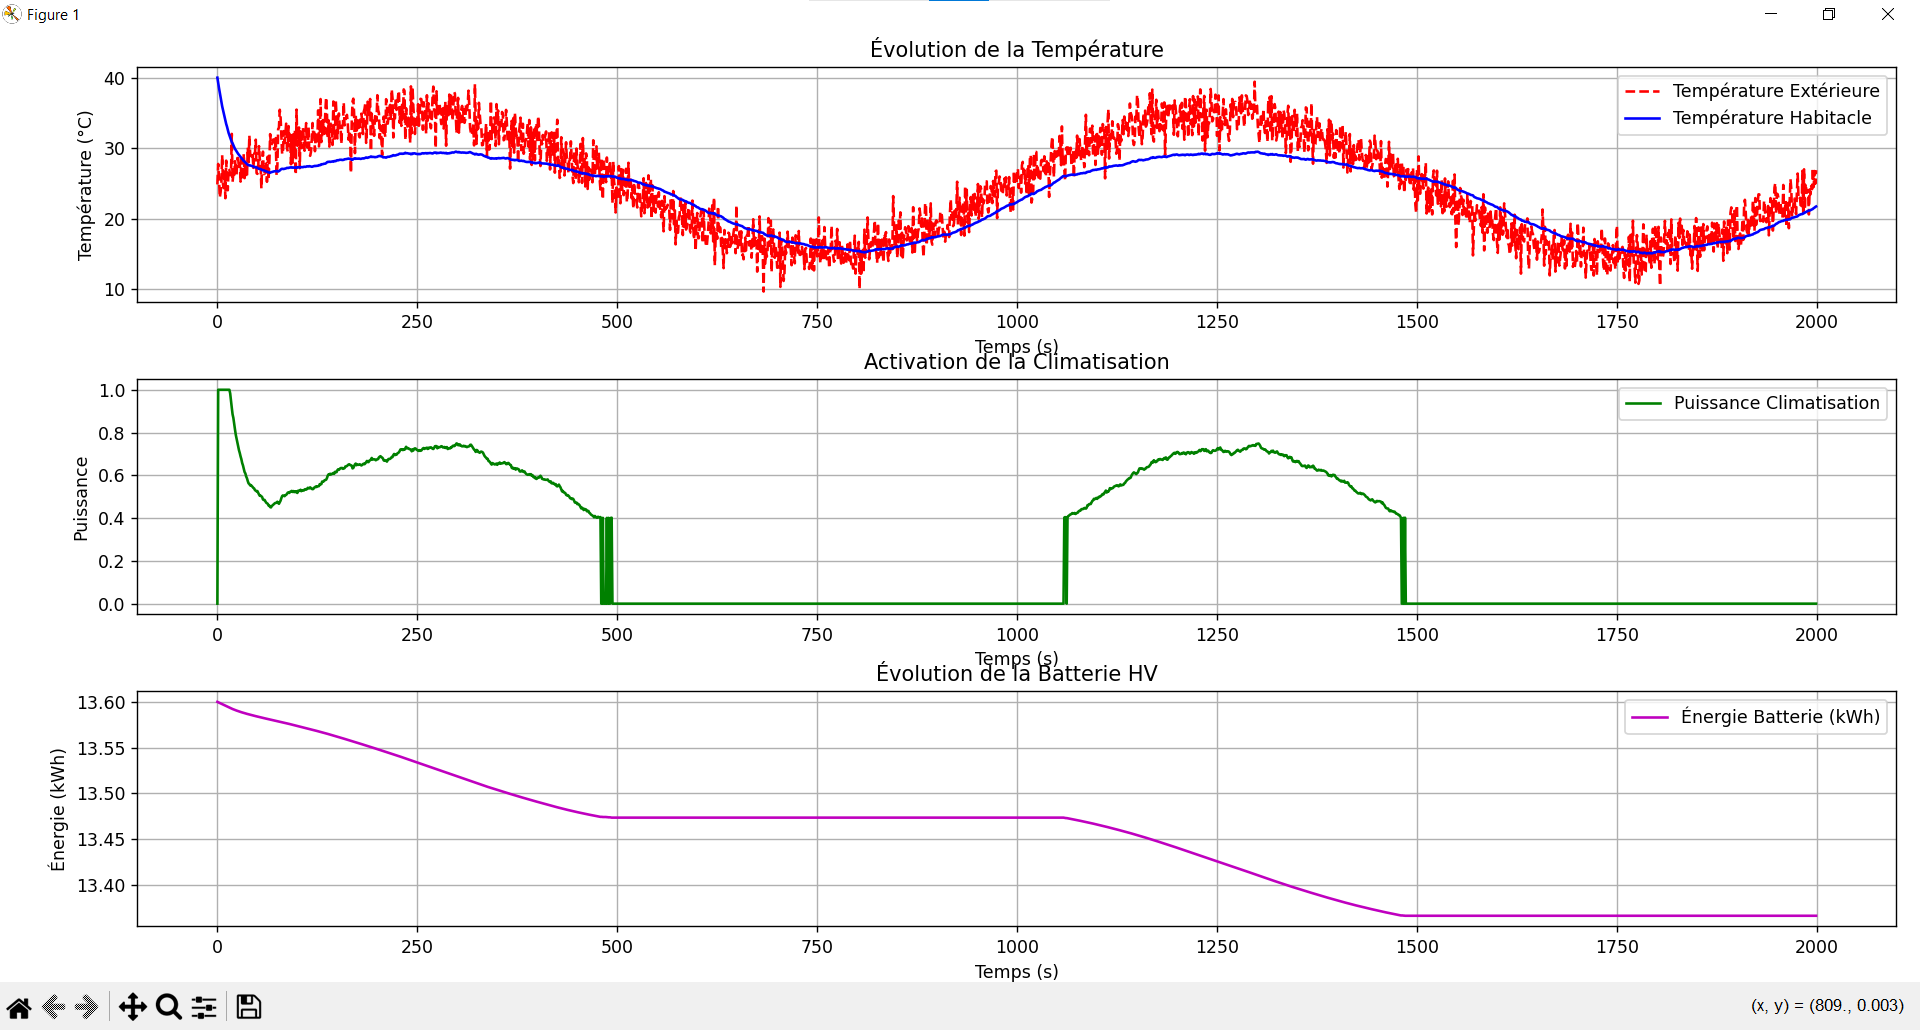 Figure 1
Évolution de la Température
Température (°C)
40
30
20
10
Température Extérieure
Température Habitacle
0 250 500 750 1000 1250 1500 1750 2000
Temps (s)
Activation de la Climatisation
Puissance
1.0
0.8
0.6
0.4
0.2
0.0
Puissance Climatisation
0 250 500 750 1000 1250 1500 1750 2000
Temps (s)
Évolution de la Batterie HV
Énergie (kWh)
13.60
13.55
13.50
13.45
13.40
Énergie Batterie (kWh)
0 250 500 750 1000 1250 1500 1750 2000
Temps (s)
(x, y) = (809., 0.003)